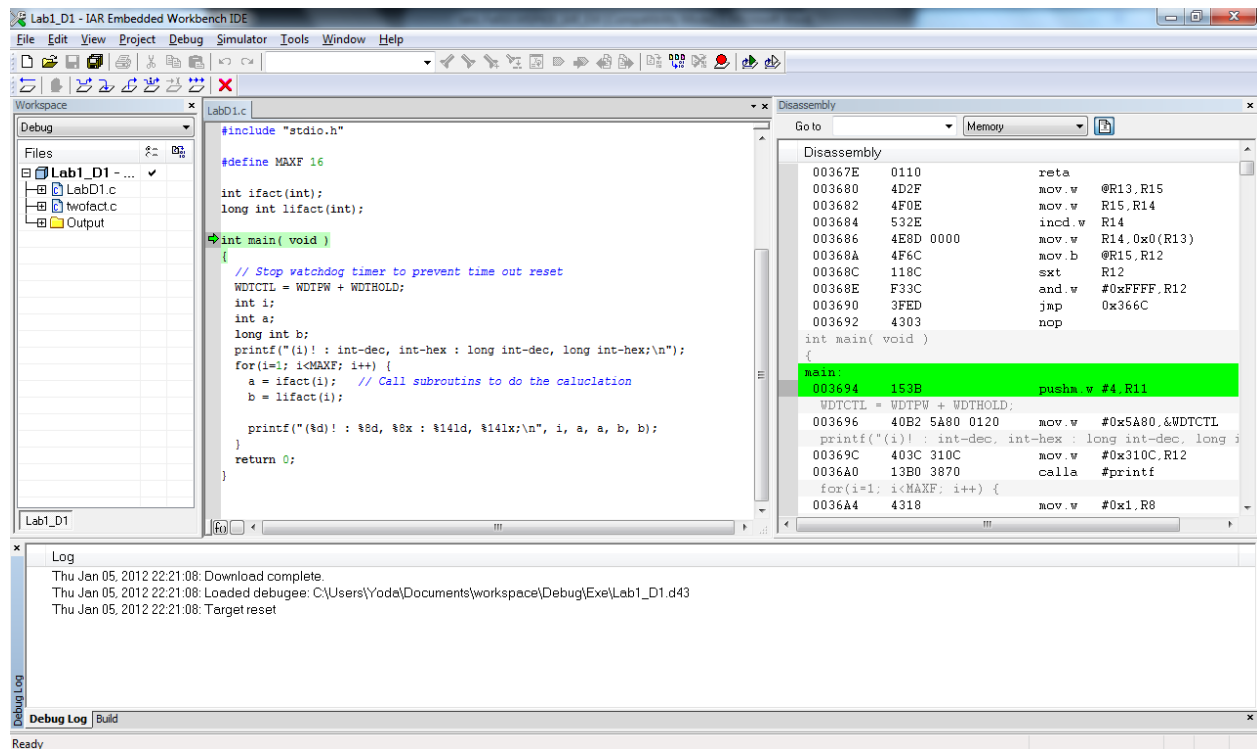 Lab1_D1 - IAR Embedded Workbench IDE
File Edit View Project Debug Simulator Tools Window Help
Workspace
Debug
Files
Lab1_D1 - ...
LabD1.c
twofact.c
Output
Lab1_D1
LabD1.c
#include "stdio.h"
#define MAXF 16
int ifact(int);
long int lifact(int);
int main( void )
{
// Stop watchdog timer to prevent time out reset
WDTCTL = WDTPW + WDTHOLD;
int i;
int a;
long int b;
printf("(i)! : int-dec, int-hex : long int-dec, long int-hex;\n");
for(i=1; i<MAXF; i++) {
a = ifact(i); // Call subroutins to do the caluclation
b = lifact(i);
printf("(%d)! : %8d, %8x : %14ld, %14lx;\n", i, a, a, b, b);
}
return 0;
}
Disassembly
Go to Memory
Disassembly
00367E 0110 reta
003680 4D2F mov.w @R13,R15
003682 4F0E mov.w R15,R14
003684 532E incd.w R14
003686 4E8D 0000 mov.w R14,0x0(R13)
00368A 4F6C mov.b @R15,R12
00368C 118C sxt R12
00368E F33C and.w #0xFFFF,R12
003690 3FED jmp 0x366C
003692 4303 nop
int main( void )
{
main:
003694 153B pushm.w #4,R11
WDTCTL = WDTPW + WDTHOLD;
003696 40B2 5A80 0120 mov.w #0x5A80,&WDTCTL
printf("(i)! : int-dec, int-hex : long int-dec, long i
00369C 403C 310C mov.w #0x310C,R12
0036A0 13B0 3870 calla #printf
for(i=1; i<MAXF; i++) {
0036A4 4318 mov.w #0x1,R8
Log
Thu Jan 05, 2012 22:21:08: Download complete.
Thu Jan 05, 2012 22:21:08: Loaded debugee: C:\Users\Yoda\Documents\workspace\Debug\Exe\Lab1_D1.d43
Thu Jan 05, 2012 22:21:08: Target reset
Debug Log
Debug Log Build
Ready